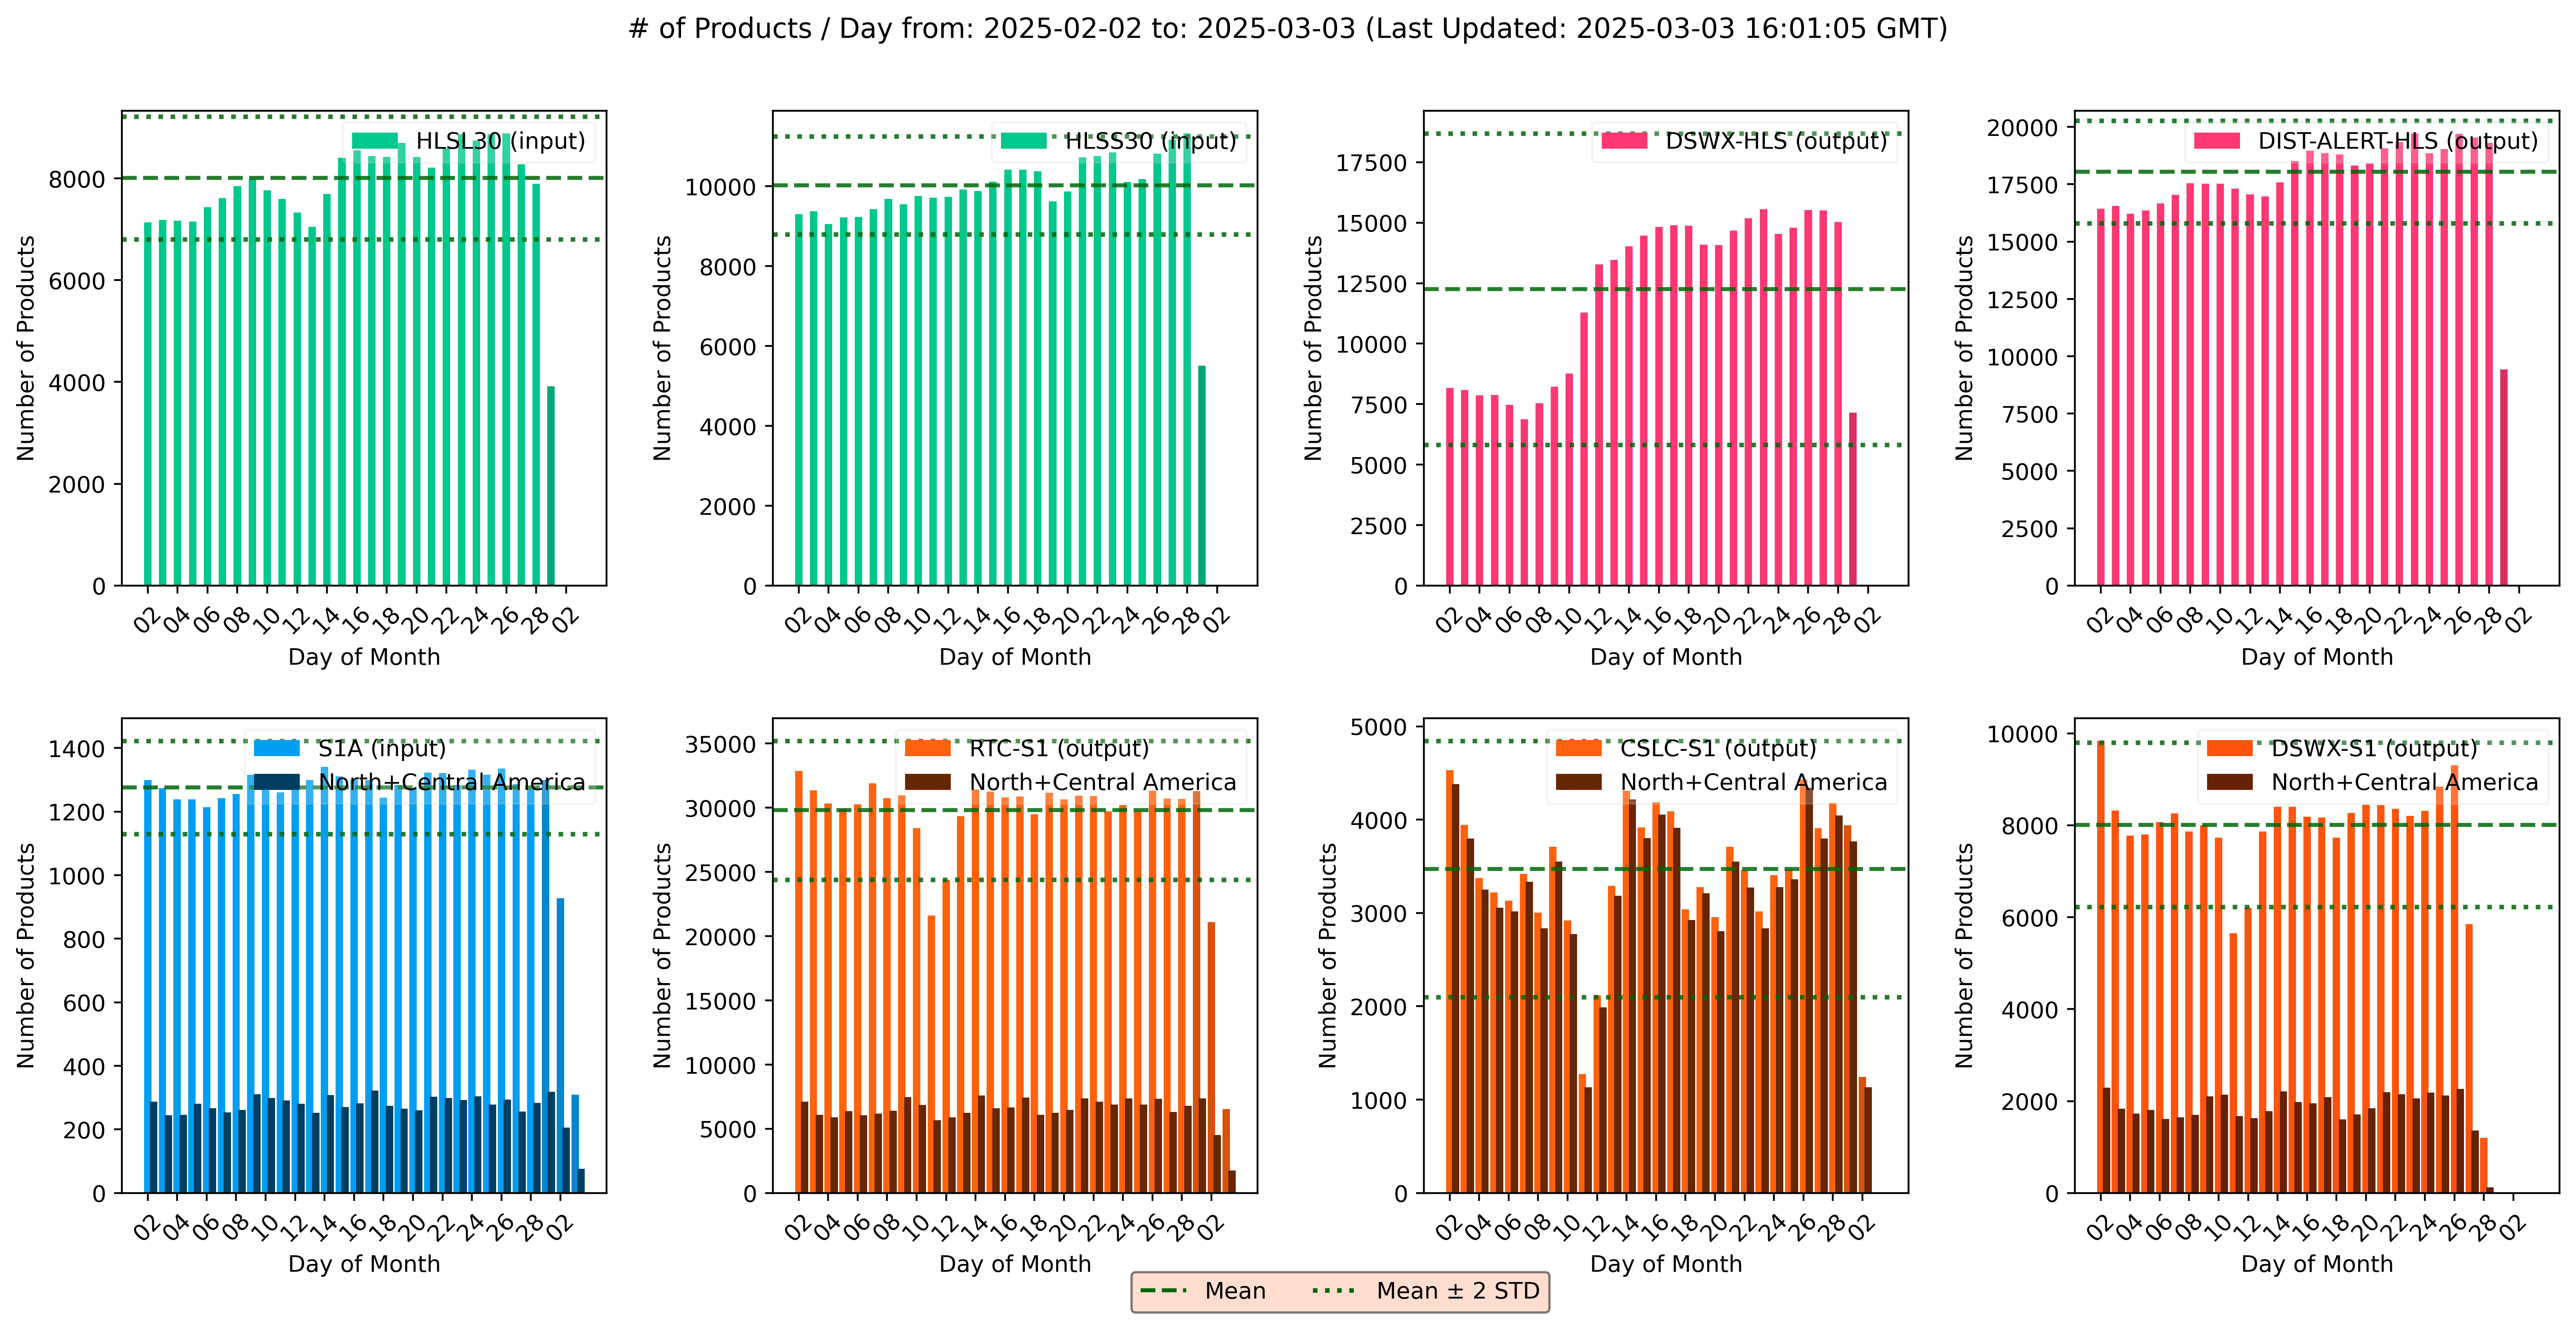 # of Products / Day from: 2025-02-02 to: 2025-03-03 (Last Updated: 2025-03-03 16:01:05 GMT)
HLSL30 (input)
Number of Products
8000
6000
4000
2000
0
02 04 06 08 10 12 14 16 18 20 22 24 26 28 02
Day of Month
HLSS30 (input)
Number of Products
10000
8000
6000
4000
2000
0
02 04 06 08 10 12 14 16 18 20 22 24 26 28 02
Day of Month
DSWX-HLS (output)
Number of Products
17500
15000
12500
10000
7500
5000
2500
0
02 04 06 08 10 12 14 16 18 20 22 24 26 28 02
Day of Month
DIST-ALERT-HLS (output)
Number of Products
20000
17500
15000
12500
10000
7500
5000
2500
0
02 04 06 08 10 12 14 16 18 20 22 24 26 28 02
Day of Month
S1A (input)
North+Central America
Number of Products
1400
1200
1000
800
600
400
200
0
02 04 06 08 10 12 14 16 18 20 22 24 26 28 02
Day of Month
RTC-S1 (output)
North+Central America
Number of Products
35000
30000
25000
20000
15000
10000
5000
0
02 04 06 08 10 12 14 16 18 20 22 24 26 28 02
Day of Month
CSLC-S1 (output)
North+Central America
Number of Products
5000
4000
3000
2000
1000
0
02 04 06 08 10 12 14 16 18 20 22 24 26 28 02
Day of Month
DSWX-S1 (output)
North+Central America
Number of Products
10000
8000
6000
4000
2000
0
02 04 06 08 10 12 14 16 18 20 22 24 26 28 02
Day of Month
Mean
Mean ± 2 STD